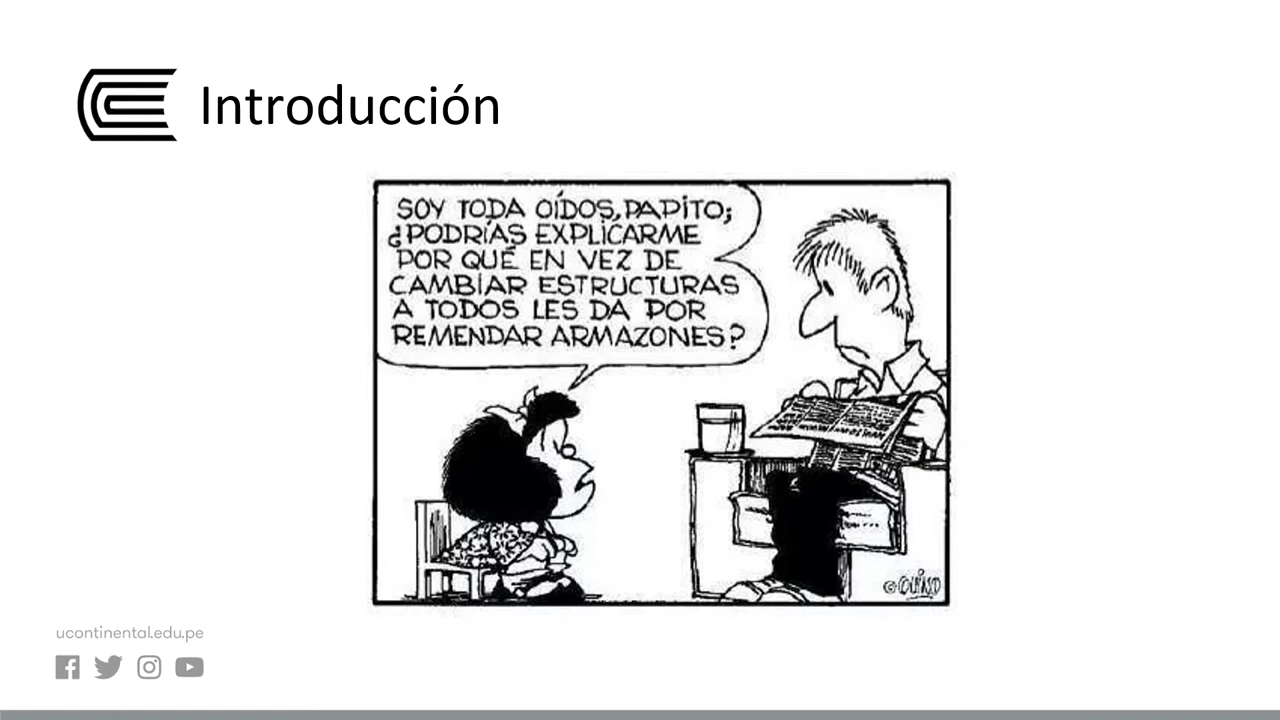 Introducción
SOY TODA OÍDOS, PAPITO;
¿PODRÍAS EXPLICARME
POR QUÉ EN VEZ DE
CAMBIAR ESTRUCTURAS
A TODOS LES DA POR
REMENDAR ARMAZONES?
QUINO
ucontinental.edu.pe